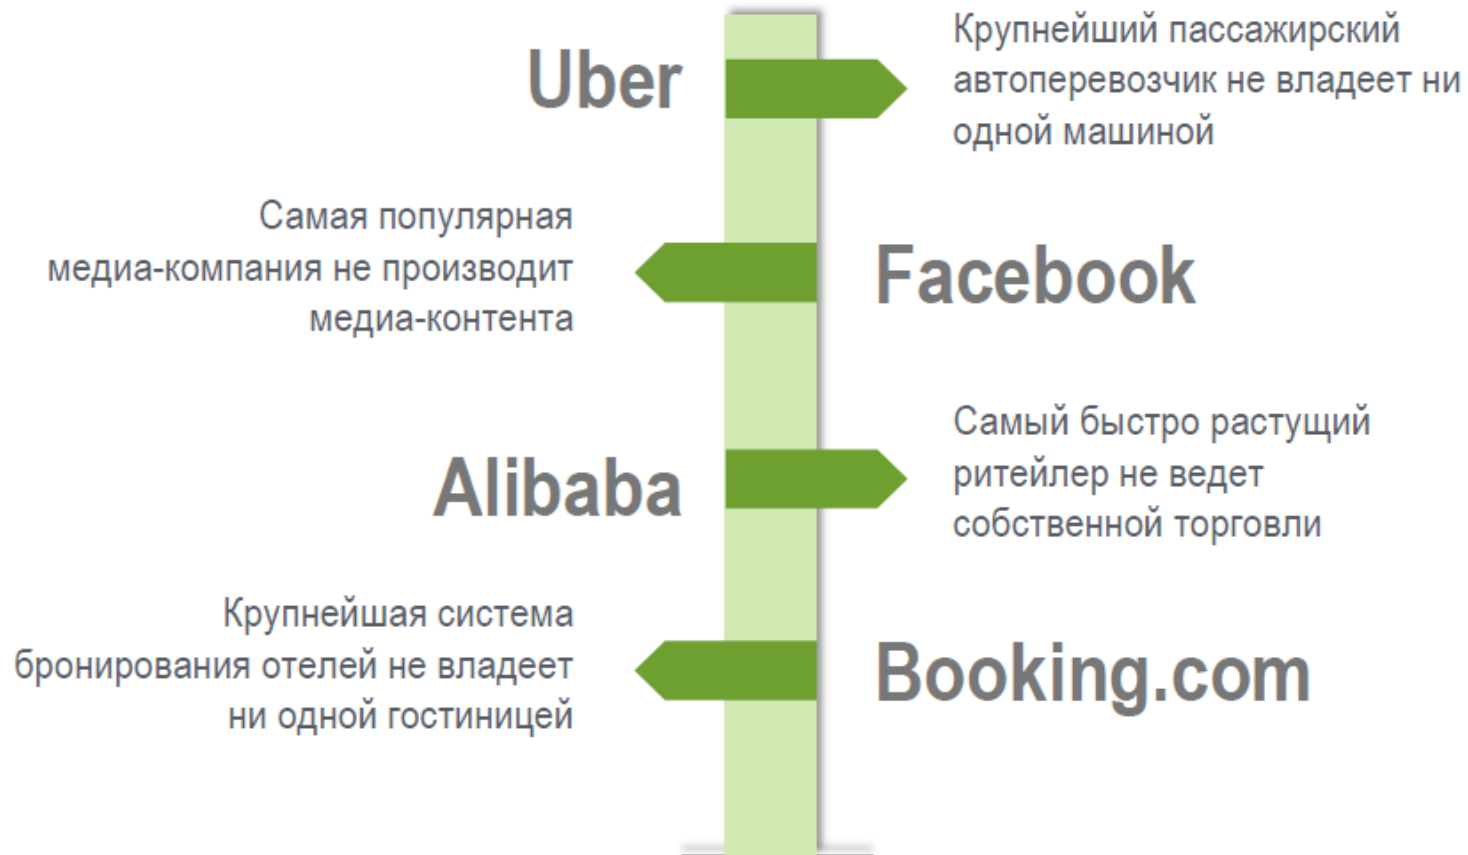 Uber
Крупнейший пассажирский
автоперевозчик не владеет ни
одной машиной
Самая популярная
медиа-компания не производит
медиа-контента
Facebook
Alibaba
Самый быстро растущий
ритейлер не ведет
собственной торговли
Крупнейшая система
бронирования отелей не владеет
ни одной гостиницей
Booking.com